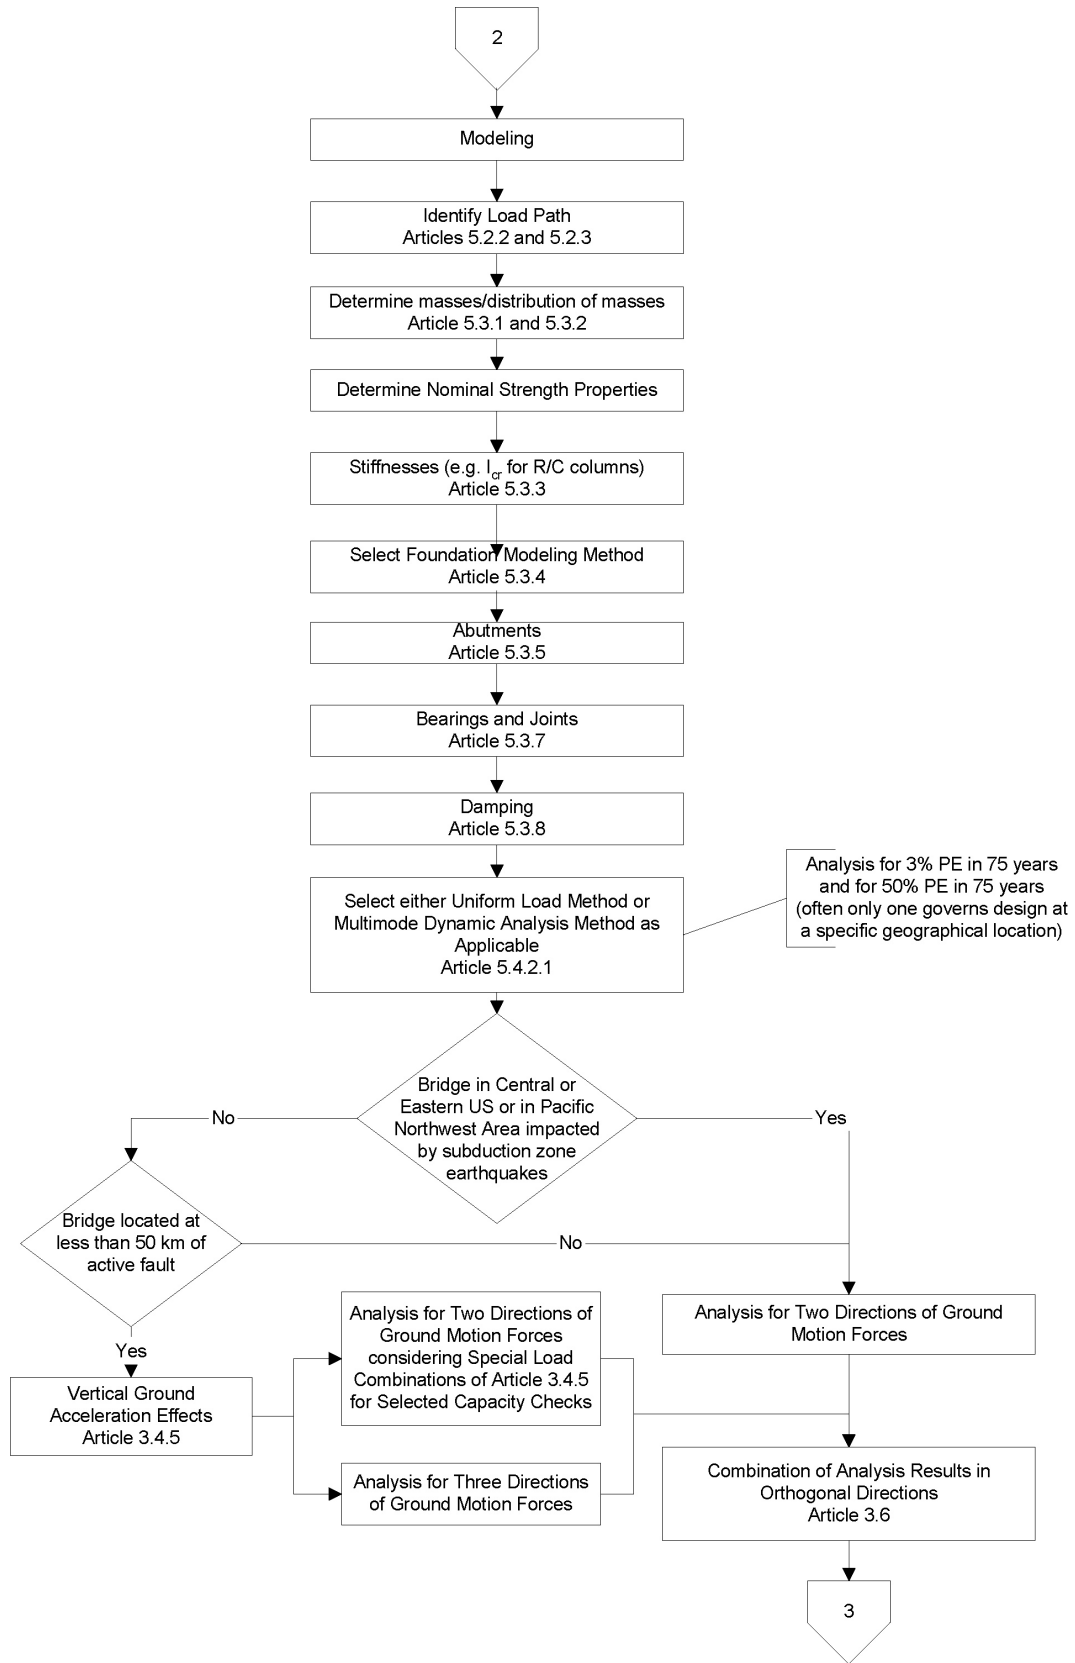 2
Modeling
Identify Load Path
Articles 5.2.2 and 5.2.3
Determine masses/distribution of masses
Article 5.3.1 and 5.3.2
Determine Nominal Strength Properties
Stiffnesses (e.g. Icr for R/C columns)
Article 5.3.3
Select Foundation Modeling Method
Article 5.3.4
Abutments
Article 5.3.5
Bearings and Joints
Article 5.3.7
Damping
Article 5.3.8
Select either Uniform Load Method or
Multimode Dynamic Analysis Method as
Applicable
Article 5.4.2.1
Analysis for 3% PE in 75 years
and for 50% PE in 75 years
(often only one governs design at
a specific geographical location)
Bridge in Central or
Eastern US or in Pacific
Northwest Area impacted
by subduction zone
earthquakes
No
Yes
Bridge located at
less than 50 km of
active fault
No
Yes
Vertical Ground
Acceleration Effects
Article 3.4.5
Analysis for Two Directions of
Ground Motion Forces
considering Special Load
Combinations of Article 3.4.5
for Selected Capacity Checks
Analysis for Three Directions
of Ground Motion Forces
Analysis for Two Directions of Ground
Motion Forces
Combination of Analysis Results in
Orthogonal Directions
Article 3.6
3